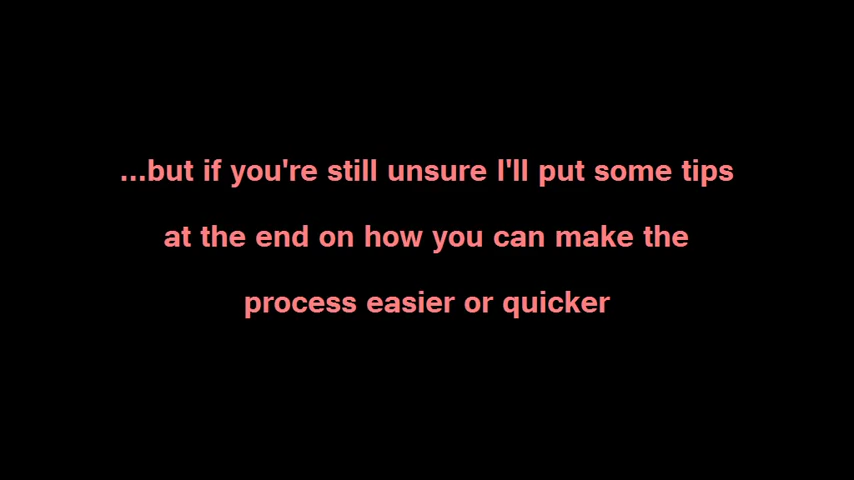 ...but if you're still unsure I'll put some tips
at the end on how you can make the
process easier or quicker